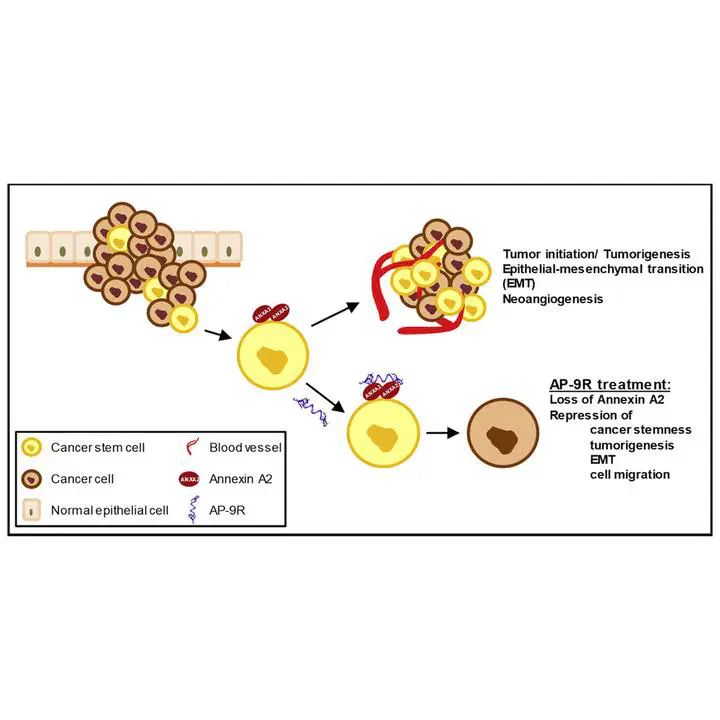 Tumor initiation/ Tumorigenesis
Epithelial-mesenchymal transition
(EMT)
Neoangiogenesis
ANXA2
ANXA2
ANXA2
ANXA2
AP-9R treatment:
Loss of Annexin A2
Repression of
cancer stemness
tumorigenesis
EMT
cell migration
Cancer stem cell
Blood vessel
Cancer cell
ANXA2
Annexin A2
Normal epithelial cell
AP-9R